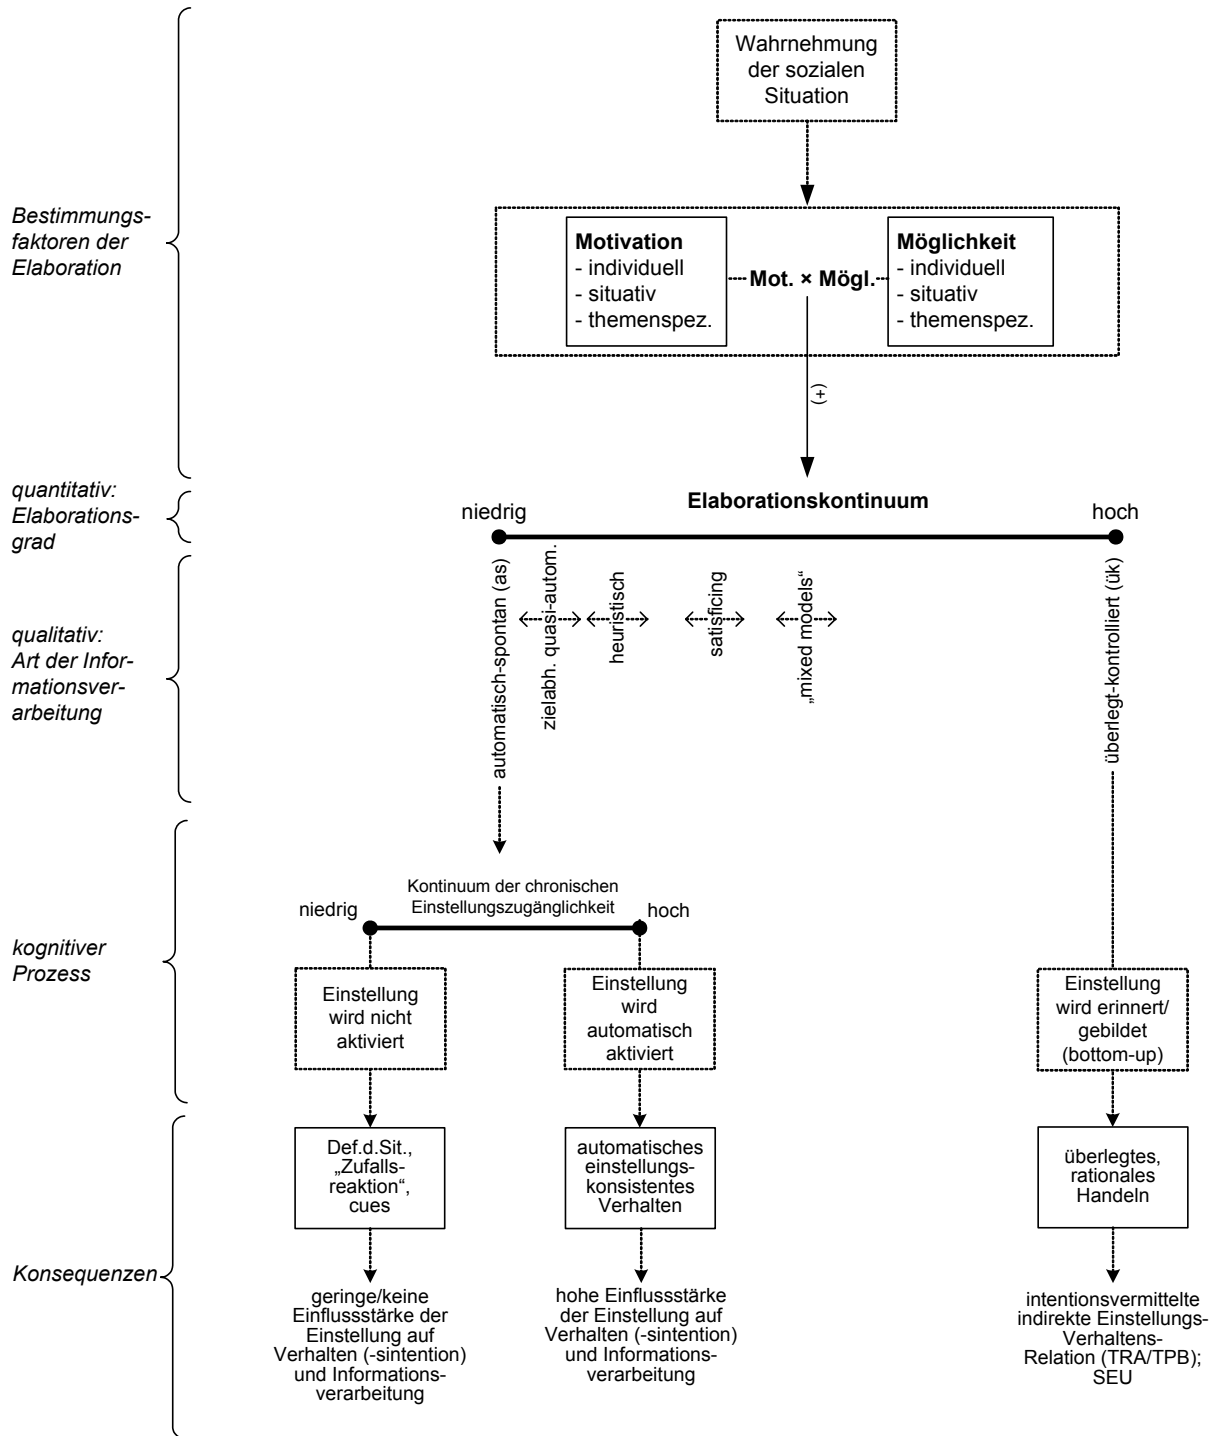 Wahrnehmung
der sozialen
Situation
Bestimmungs-
faktoren der
Elaboration
Motivation
- individuell
- situativ
- themenspez.
Mot. × Mögl.
Möglichkeit
- individuell
- situativ
- themenspez.
(+)
quantitativ:
Elaborations-
grad
Elaborationskontinuum
niedrig
hoch
qualitativ:
Art der Infor-
mationsver-
arbeitung
automatisch-spontan (as)
zielabh. quasi-autom.
heuristisch
satisficing
„mixed models“
überlegt-kontrolliert (ük)
kognitiver
Prozess
Kontinuum der chronischen
Einstellungszugänglichkeit
niedrig
hoch
Einstellung
wird nicht
aktiviert
Einstellung
wird
automatisch
aktiviert
Einstellung
wird erinnert/
gebildet
(bottom-up)
Konsequenzen
Def.d.Sit.,
„Zufalls-
reaktion“,
cues
automatisches
einstellungs-
konsistentes
Verhalten
überlegtes,
rationales
Handeln
geringe/keine
Einflussstärke der
Einstellung auf
Verhalten (-sintention)
und Informations-
verarbeitung
hohe Einflussstärke
der Einstellung auf
Verhalten (-sintention)
und Informations-
verarbeitung
intentionsvermittelte
indirekte Einstellungs-
Verhaltens-
Relation (TRA/TPB);
SEU